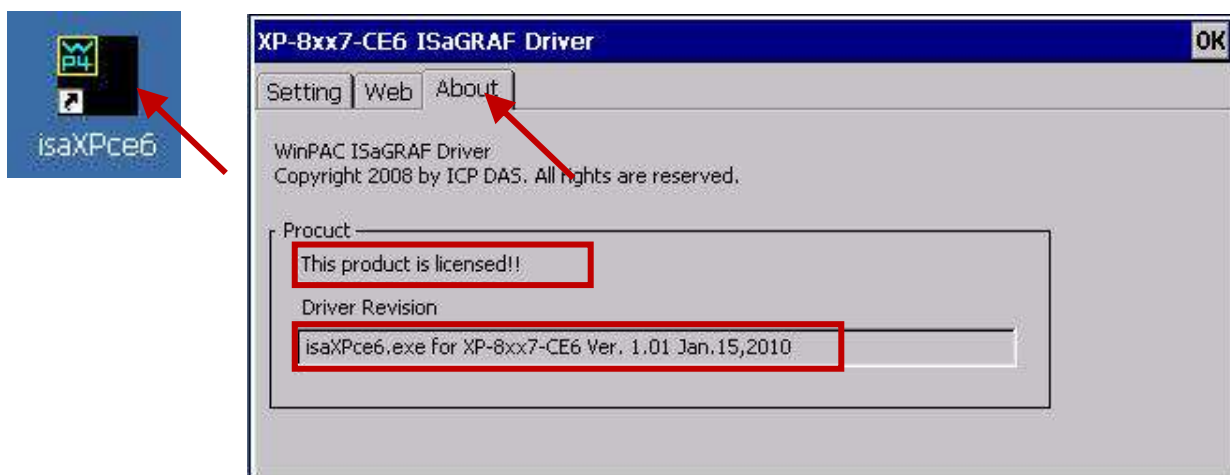 W
P4
isaXPce6
XP-8xx7-CE6 ISaGRAF Driver OK
Setting Web About
WinPAC ISaGRAF Driver
Copyright 2008 by ICP DAS. All rights are reserved.
Procuct
This product is licensed!!
Driver Revision
isaXPce6.exe for XP-8xx7-CE6 Ver. 1.01 Jan.15,2010